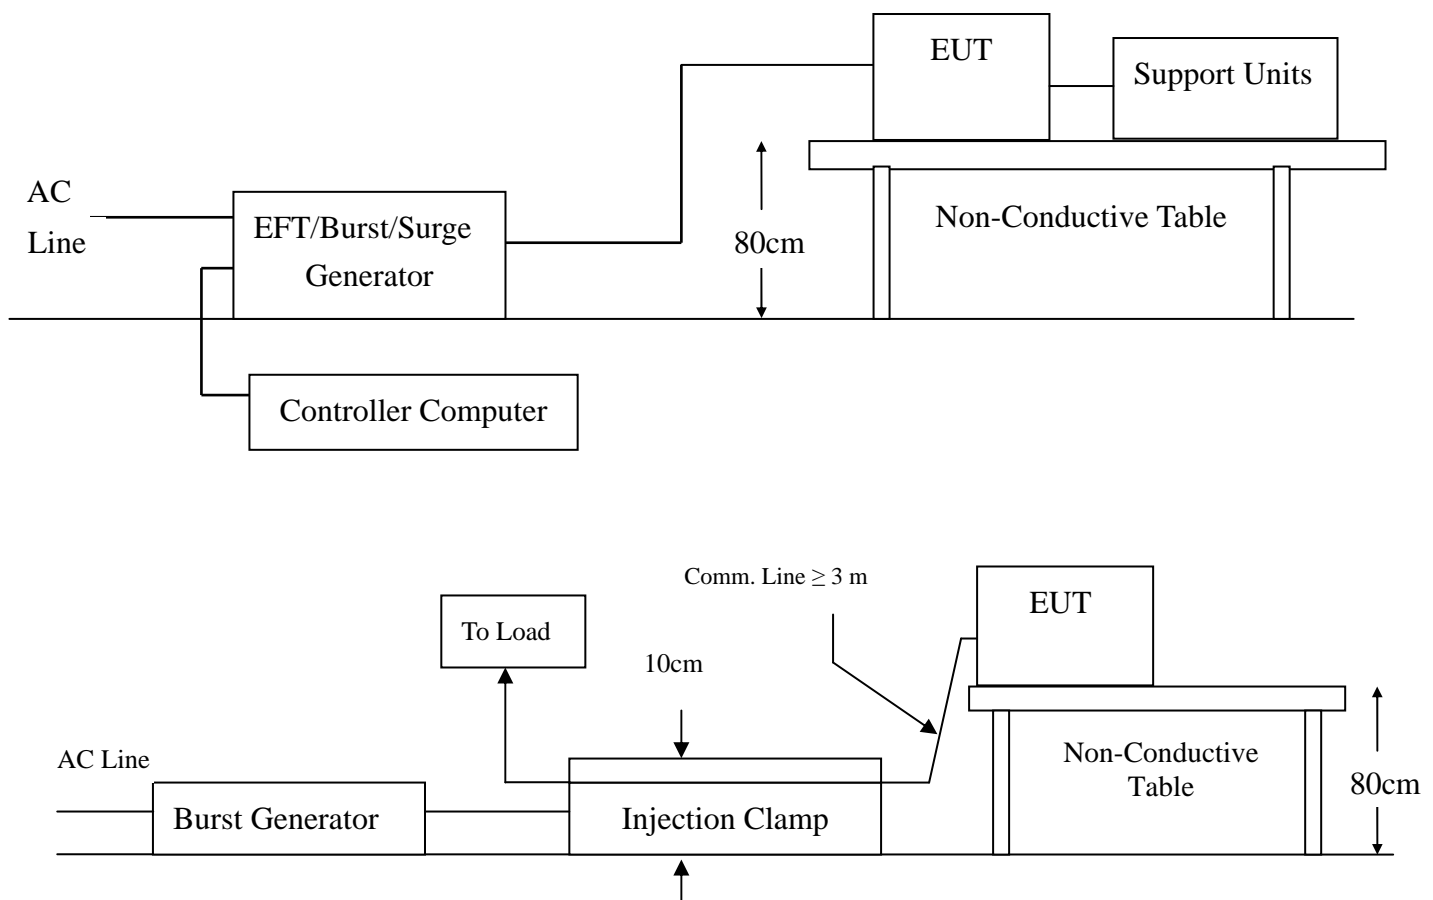 EUT
Support Units
AC
Line
EFT/Burst/Surge
Generator
80cm
Non-Conductive Table
Controller Computer
Comm. Line ≥ 3 m
EUT
To Load
10cm
AC Line
Burst Generator
Injection Clamp
Non-Conductive
Table
80cm